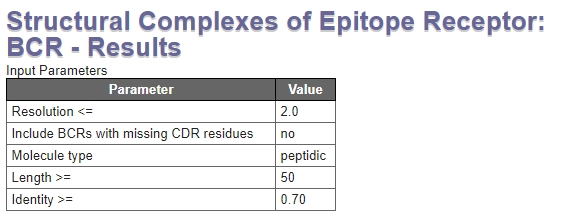 Structural Complexes of Epitope Receptor:
BCR - Results
Input Parameters
Parameter Value
Resolution <= 2.0
Include BCRs with missing CDR residues no
Molecule type peptidic
Length >= 50
Identity >= 0.70